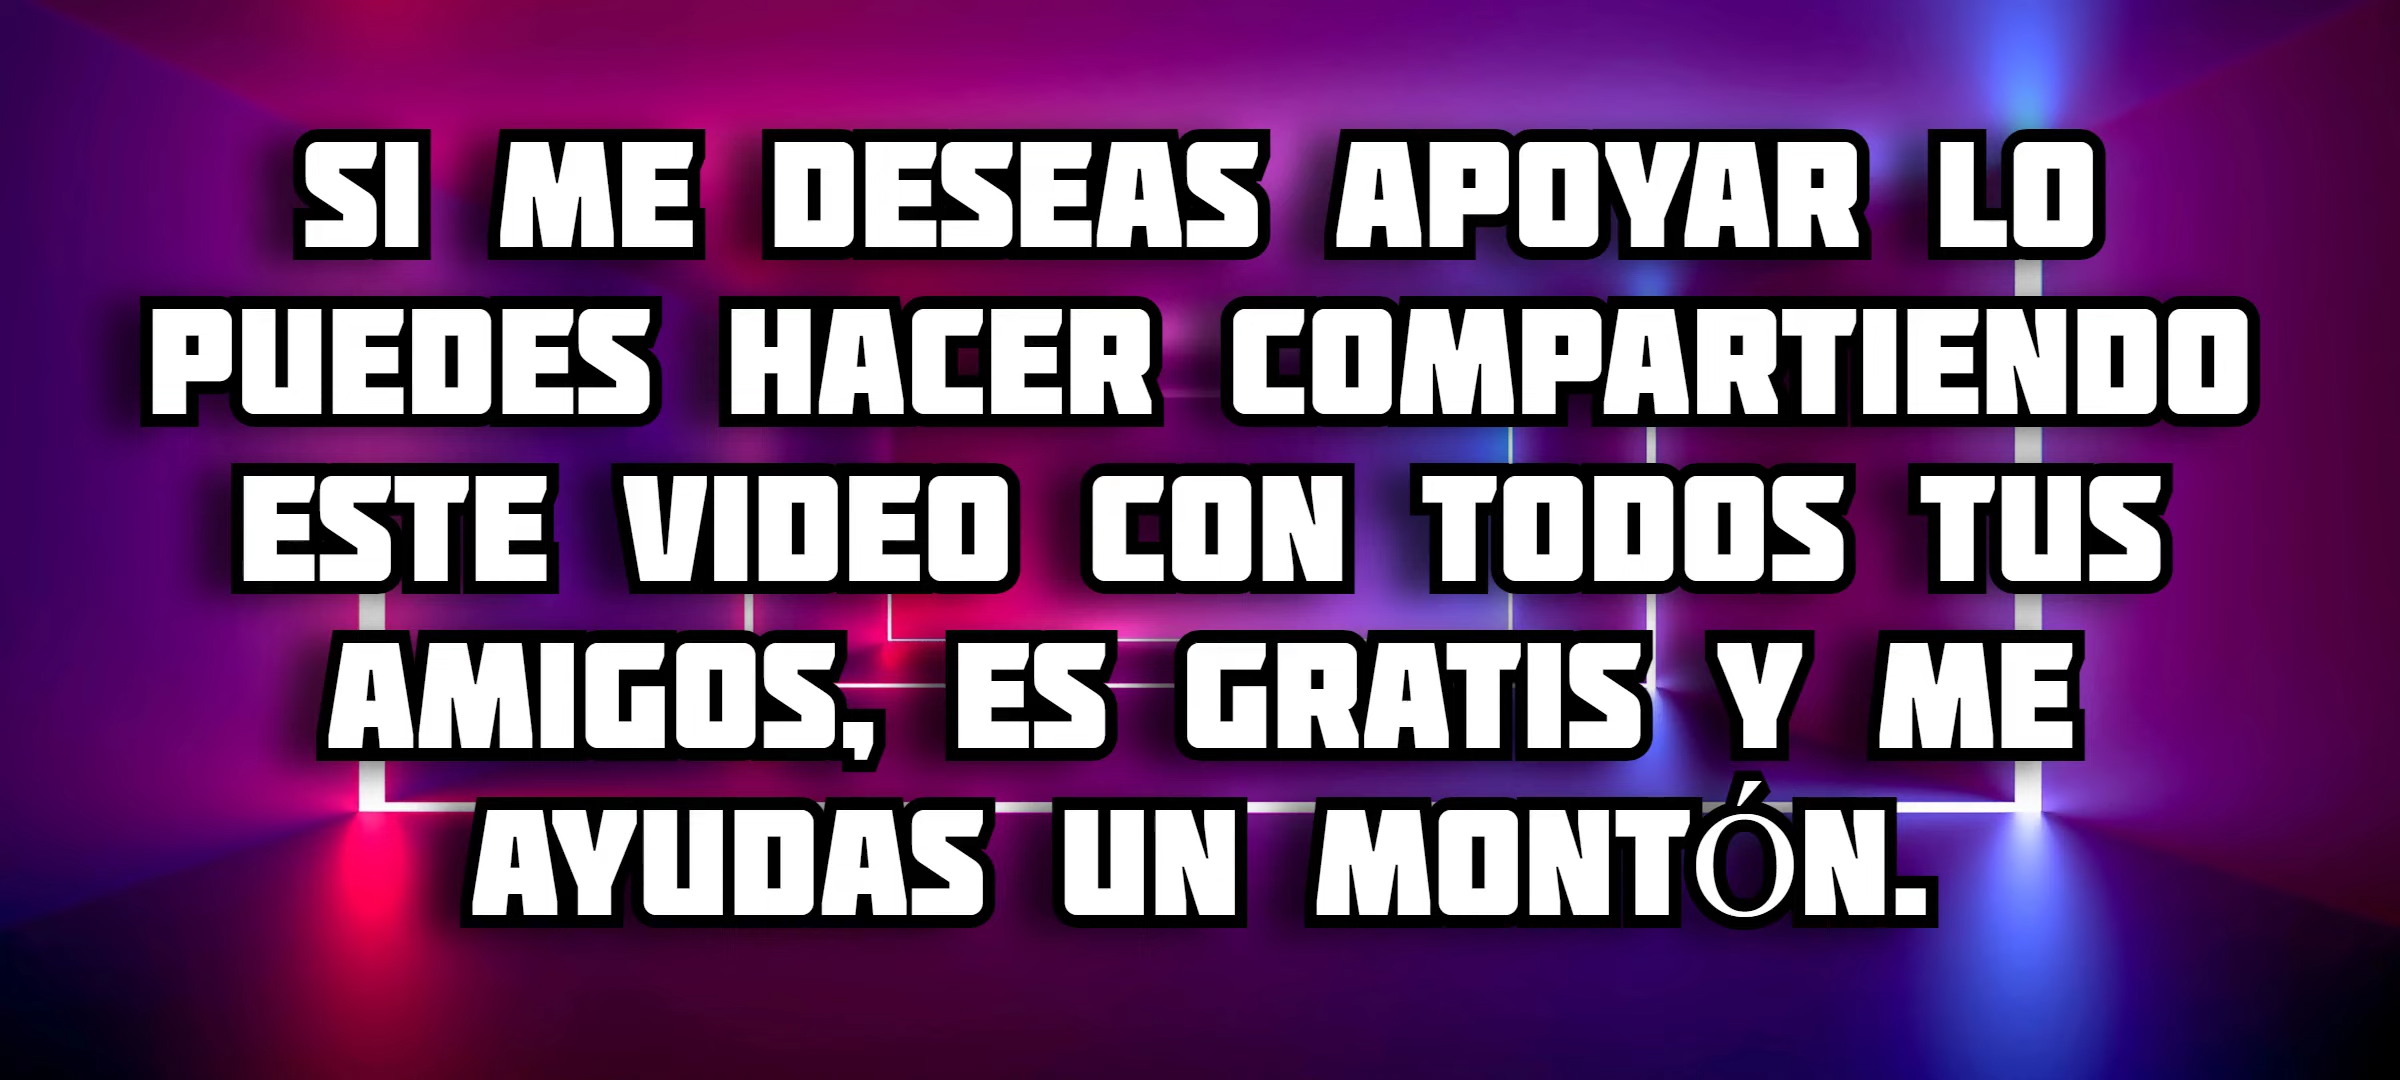 SI ME DESEAS APOYAR LO
PUEDES HACER COMPARTIENDO
ESTE VIDEO CON TODOS TUS
AMIGOS, ES GRATIS Y ME
AYUDAS UN MONTÓN.